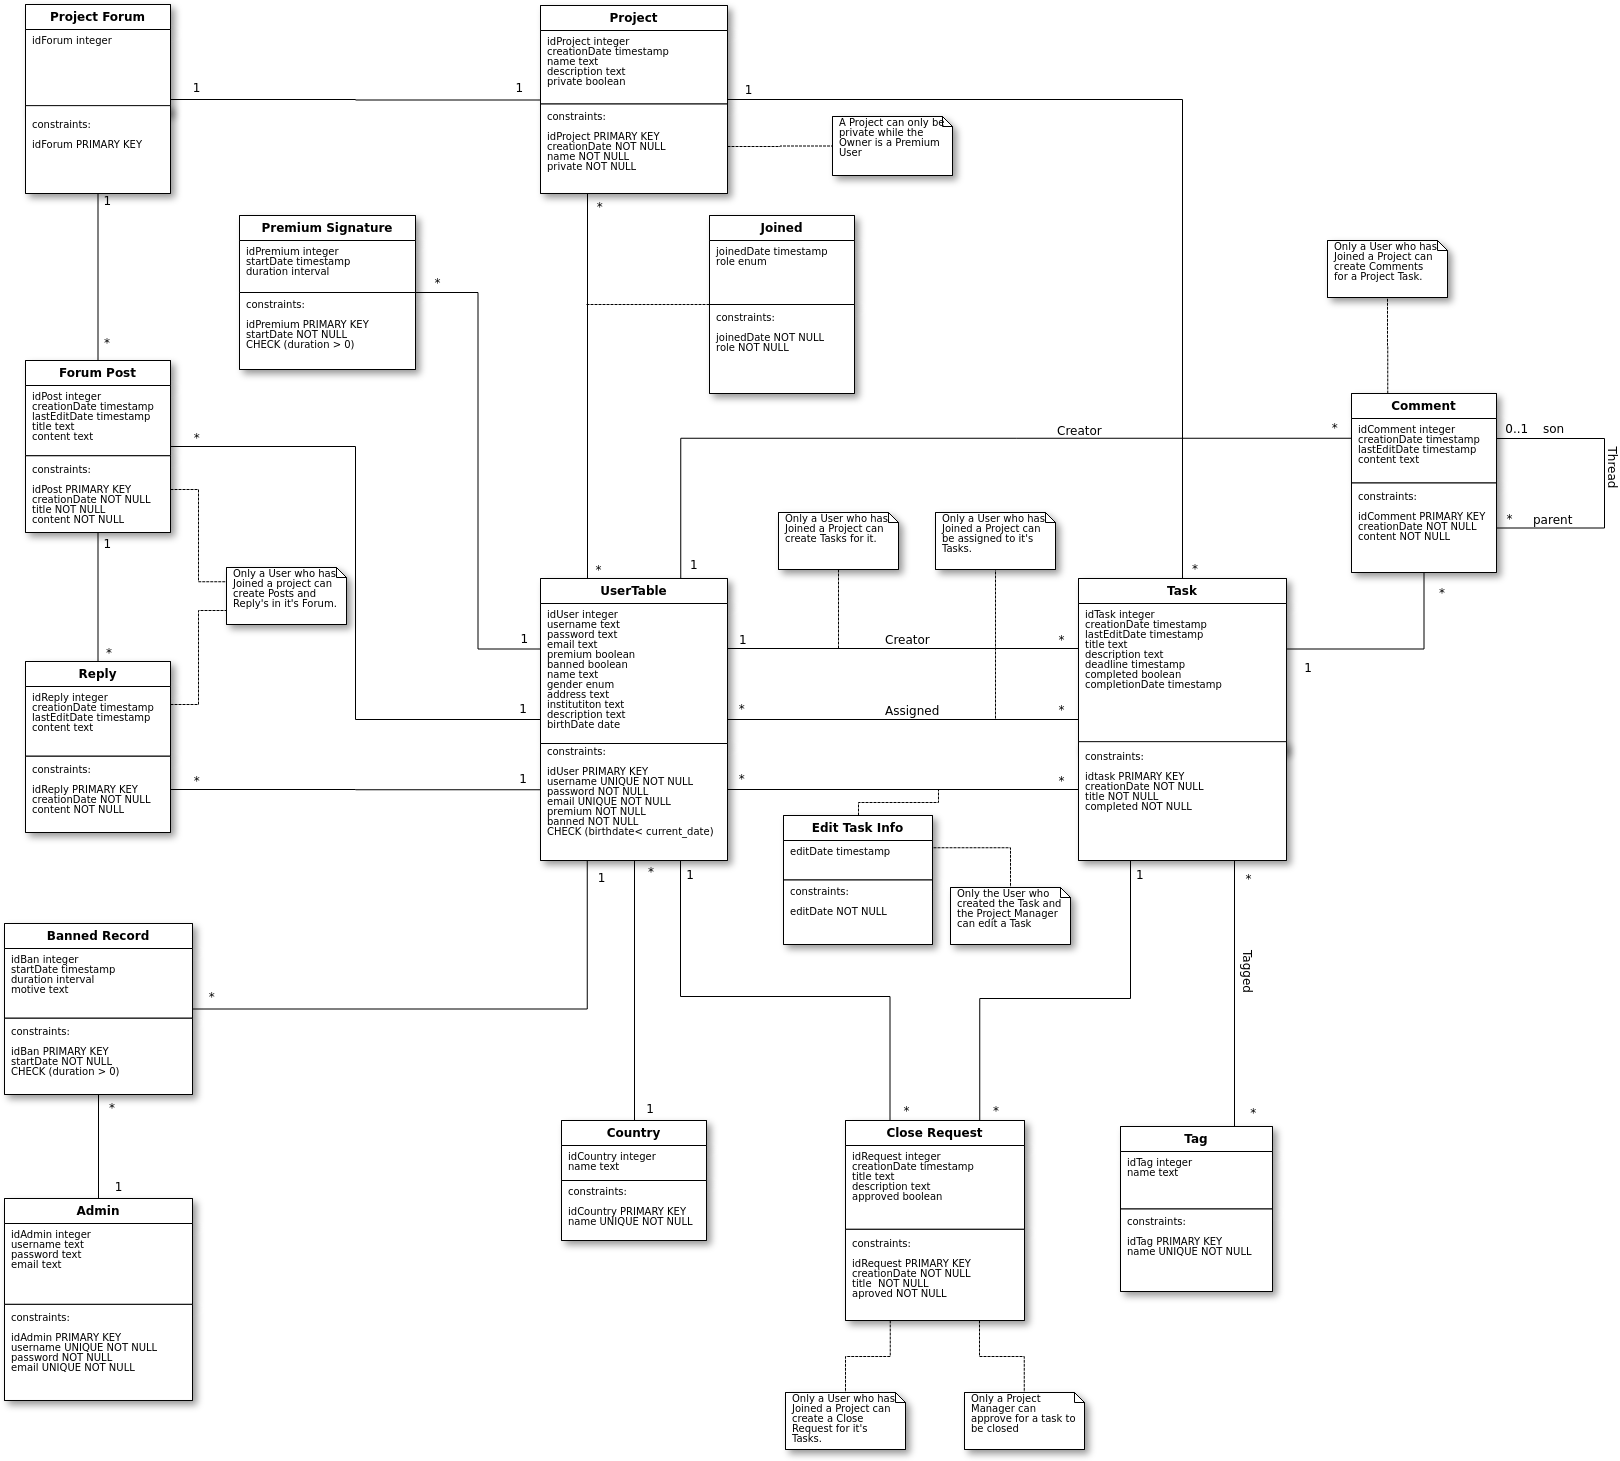 Project Forum
idForum integer
constraints:
idForum PRIMARY KEY
1
1
1
*
Project
idProject integer
creationDate timestamp
name text
description text
private boolean
constraints:
idProject PRIMARY KEY
creationDate NOT NULL
name NOT NULL
private NOT NULL
1
*
*
A Project can only be
private while the
Owner is a Premium
User
Premium Signature
idPremium integer
startDate timestamp
duration interval
constraints:
idPremium PRIMARY KEY
startDate NOT NULL
CHECK (duration > 0)
*
1
Joined
joinedDate timestamp
role enum
constraints:
joinedDate NOT NULL
role NOT NULL
Only a User who has
Joined a Project can
create Comments
for a Project Task.
Forum Post
idPost integer
creationDate timestamp
lastEditDate timestamp
title text
content text
constraints:
idPost PRIMARY KEY
creationDate NOT NULL
title NOT NULL
content NOT NULL
*
1
1
*
Comment
idComment integer
creationDate timestamp
lastEditDate timestamp
content text
constraints:
idComment PRIMARY KEY
creationDate NOT NULL
content NOT NULL
Creator
*
1
0..1 son
Thread
* parent
*
1
Only a User who has
Joined a project can
create Posts and
Reply's in it's Forum.
Only a User who has
Joined a Project can
create Tasks for it.
Only a User who has
Joined a Project can
be assigned to it's
Tasks.
Reply
idReply integer
creationDate timestamp
lastEditDate timestamp
content text
constraints:
idReply PRIMARY KEY
creationDate NOT NULL
content NOT NULL
*
1
UserTable
idUser integer
username text
password text
email text
premium boolean
banned boolean
name text
gender enum
address text
instituiton text
description text
birthDate date
constraints:
idUser PRIMARY KEY
username UNIQUE NOT NULL
password NOT NULL
email UNIQUE NOT NULL
premium NOT NULL
banned NOT NULL
CHECK (birthdate< current_date)
1 Creator *
* Assigned *
* *
*
Task
idTask integer
creationDate timestamp
lastEditDate timestamp
title text
description text
deadline timestamp
completed boolean
completionDate timestamp
constraints:
idtask PRIMARY KEY
creationDate NOT NULL
title NOT NULL
completed NOT NULL
Edit Task Info
editDate timestamp
constraints:
editDate NOT NULL
Only the User who
created the Task and
the Project Manager
can edit a Task
1
*
1
1
*
Tagged
*
Banned Record
idBan integer
startDate timestamp
duration interval
motive text
constraints:
idBan PRIMARY KEY
startDate NOT NULL
CHECK (duration > 0)
*
*
1
Admin
idAdmin integer
username text
password text
email text
constraints:
idAdmin PRIMARY KEY
username UNIQUE NOT NULL
password NOT NULL
email UNIQUE NOT NULL
1
Country
idCountry integer
name text
constraints:
idCountry PRIMARY KEY
name UNIQUE NOT NULL
*
*
Close Request
idRequest integer
creationDate timestamp
title text
description text
approved boolean
constraints:
idRequest PRIMARY KEY
creationDate NOT NULL
title  NOT NULL
aproved NOT NULL
Tag
idTag integer
name text
constraints:
idTag PRIMARY KEY
name UNIQUE NOT NULL
Only a User who has
Joined a Project can
create a Close
Request for it's
Tasks.
Only a Project
Manager can
approve for a task to
be closed